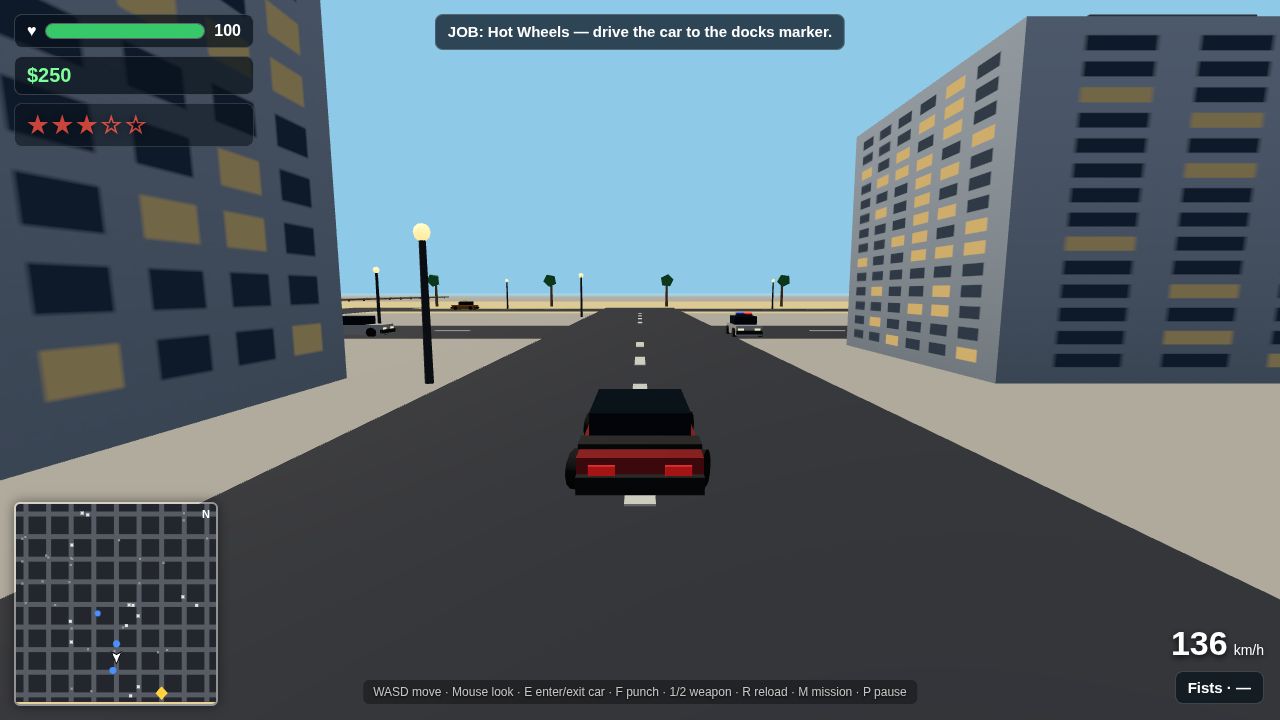 ♥ 100
JOB: Hot Wheels — drive the car to the docks marker.
$250
★★★☆☆
N
136 km/h
WASD move · Mouse look · E enter/exit car · F punch · 1/2 weapon · R reload · M mission · P pause
Fists · —